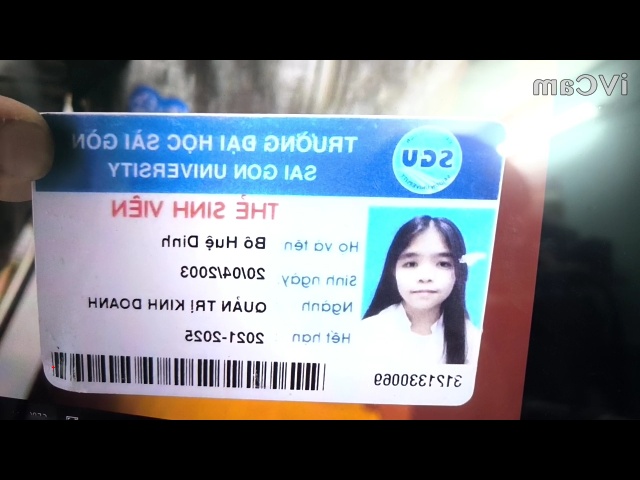 iVCam
TRƯỜNG ĐẠI HỌC SÀI GÒN
SAI GON UNIVERSITY
SGU
THẺ SINH VIÊN
Họ và tên Bồ Huệ Dinh
Sinh ngày 20/04/2003
Ngành QUẢN TRỊ KINH DOANH
Hết hạn 2021-2025
3121330069